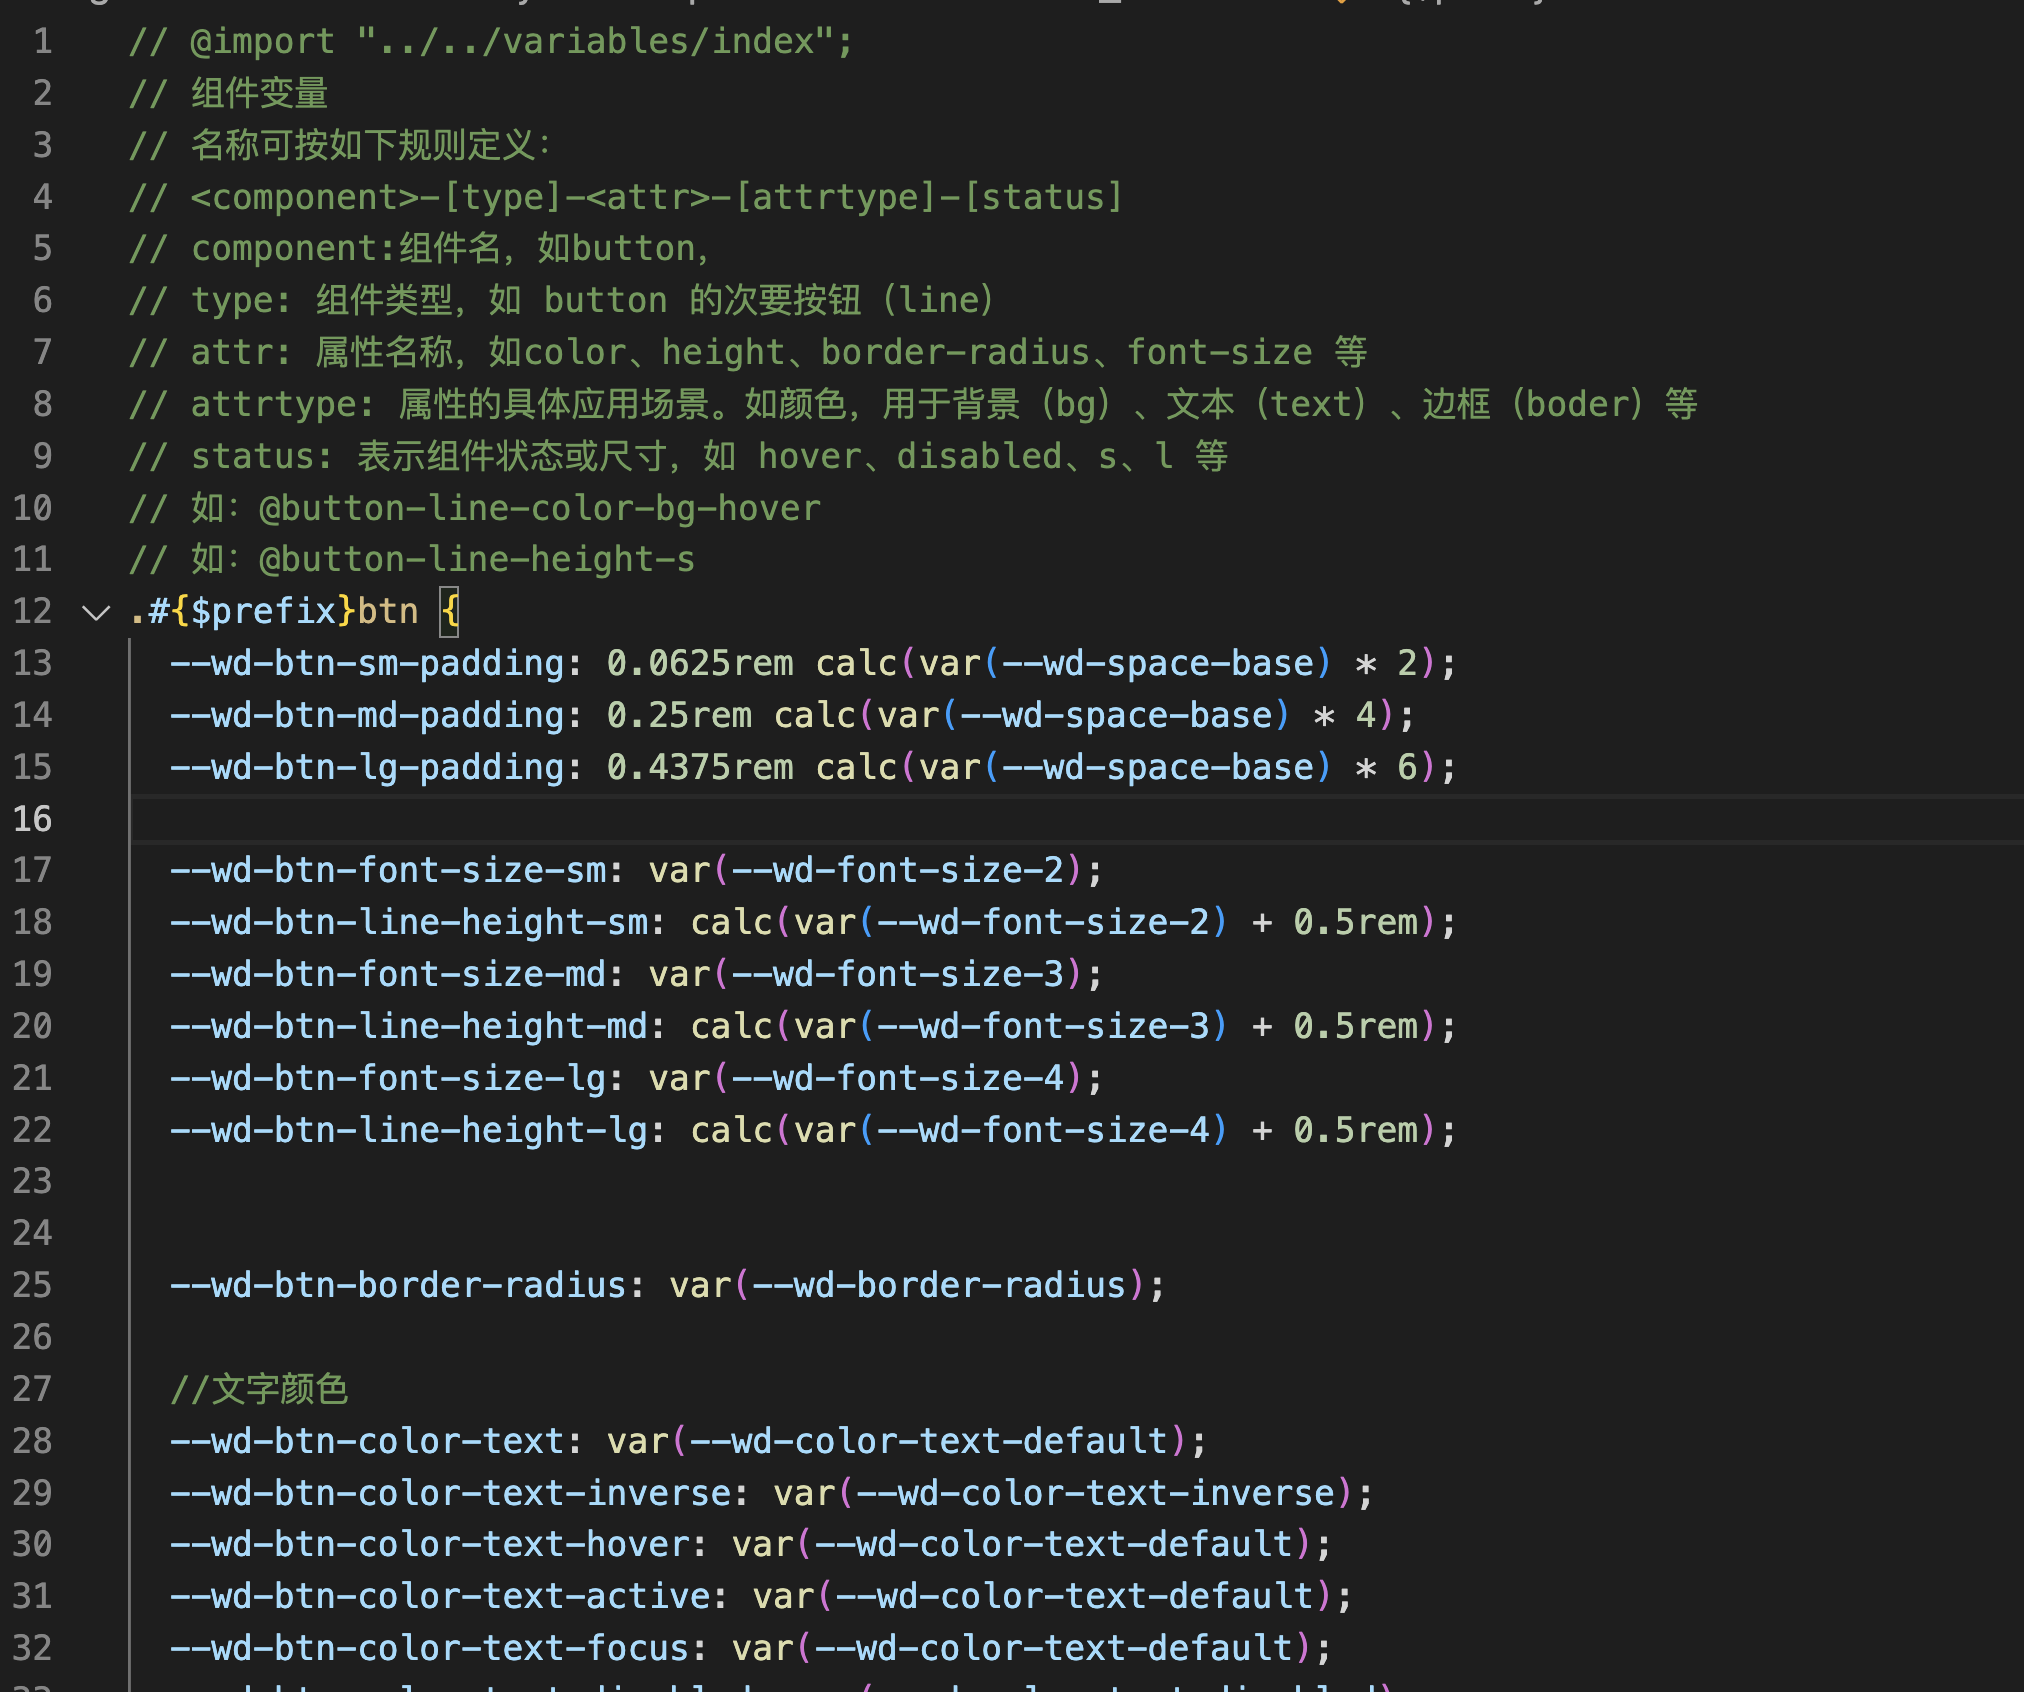 1 // @import "../../variables/index";
2 // 组件变量
3 // 名称可按如下规则定义：
4 // <component>-[type]-<attr>-[attrtype]-[status]
5 // component:组件名，如button，
6 // type: 组件类型，如 button 的次要按钮（line）
7 // attr: 属性名称，如color、height、border-radius、font-size 等
8 // attrtype: 属性的具体应用场景。如颜色，用于背景（bg）、文本（text）、边框（boder）等
9 // status: 表示组件状态或尺寸，如 hover、disabled、s、l 等
10 // 如：@button-line-color-bg-hover
11 // 如：@button-line-height-s
12 .#{$prefix}btn {
13 --wd-btn-sm-padding: 0.0625rem calc(var(--wd-space-base) * 2);
14 --wd-btn-md-padding: 0.25rem calc(var(--wd-space-base) * 4);
15 --wd-btn-lg-padding: 0.4375rem calc(var(--wd-space-base) * 6);
16
17 --wd-btn-font-size-sm: var(--wd-font-size-2);
18 --wd-btn-line-height-sm: calc(var(--wd-font-size-2) + 0.5rem);
19 --wd-btn-font-size-md: var(--wd-font-size-3);
20 --wd-btn-line-height-md: calc(var(--wd-font-size-3) + 0.5rem);
21 --wd-btn-font-size-lg: var(--wd-font-size-4);
22 --wd-btn-line-height-lg: calc(var(--wd-font-size-4) + 0.5rem);
23
24
25 --wd-btn-border-radius: var(--wd-border-radius);
26
27 //文字颜色
28 --wd-btn-color-text: var(--wd-color-text-default);
29 --wd-btn-color-text-inverse: var(--wd-color-text-inverse);
30 --wd-btn-color-text-hover: var(--wd-color-text-default);
31 --wd-btn-color-text-active: var(--wd-color-text-default);
32 --wd-btn-color-text-focus: var(--wd-color-text-default);